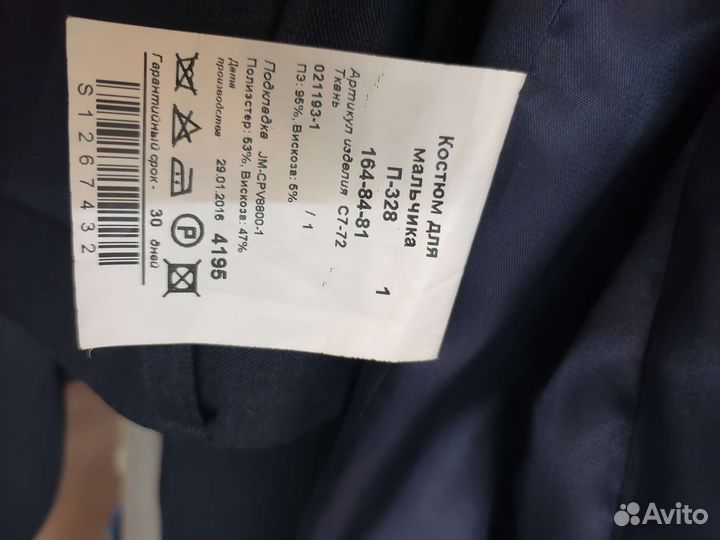 Костюм для
мальчика
П-328 1
164-84-81
Артикул изделия С7-72
Ткань
021193-1 / 1
ПЭ: 95%, Вискоза: 5%
Подкладка JM-CPV8800-1
Полиэстер: 53%, Вискоза: 47%
Дата
производства 29.01.2016 4195
P
Гарантийный срок - 30 дней
S1267432
Avito